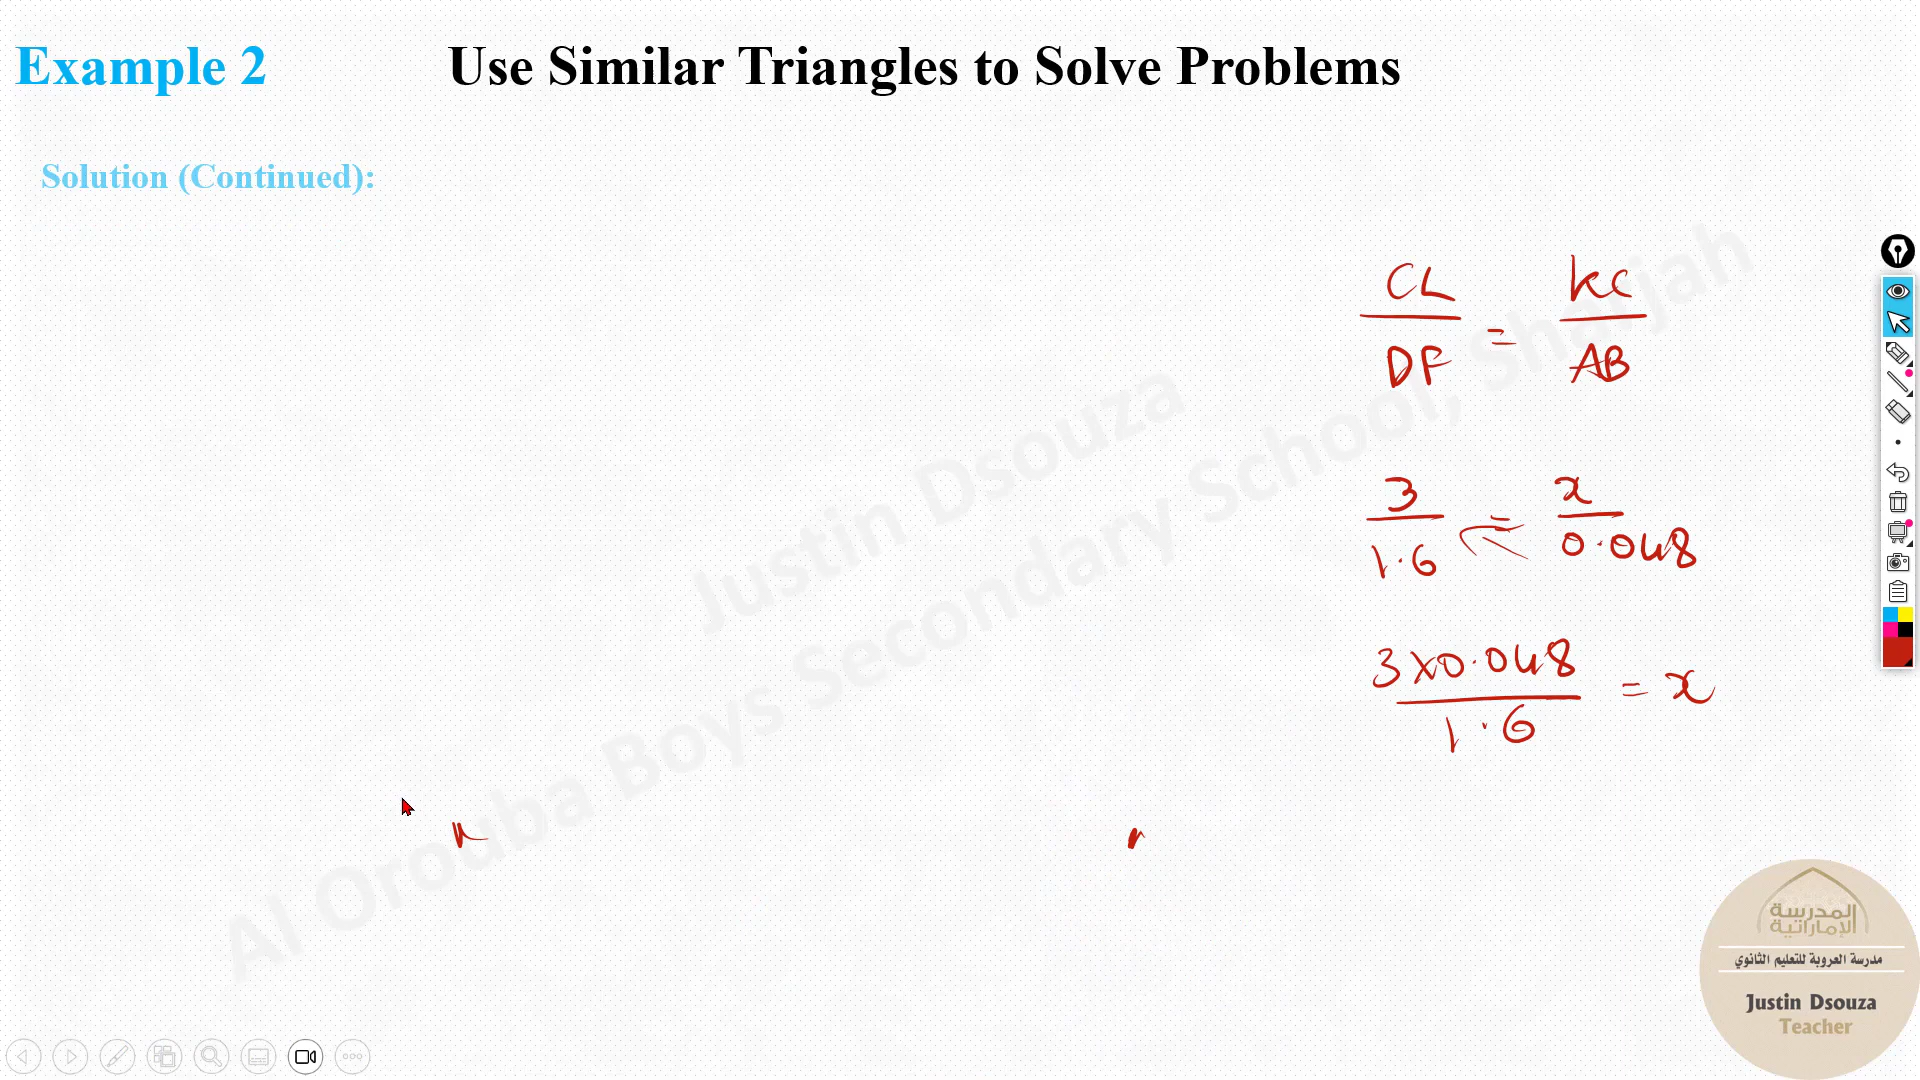 Example 2
Use Similar Triangles to Solve Problems
Solution (Continued):
CL / DF = KC / AB
3 / 1.6 = x / 0.048
3 x 0.048 / 1.6 = x
Justin Dsouza
Al Orouba Boys Secondary School, Sharjah
المدرسة
الإماراتية
مدرسة العروبة للتعليم الثانوي
Justin Dsouza
Teacher